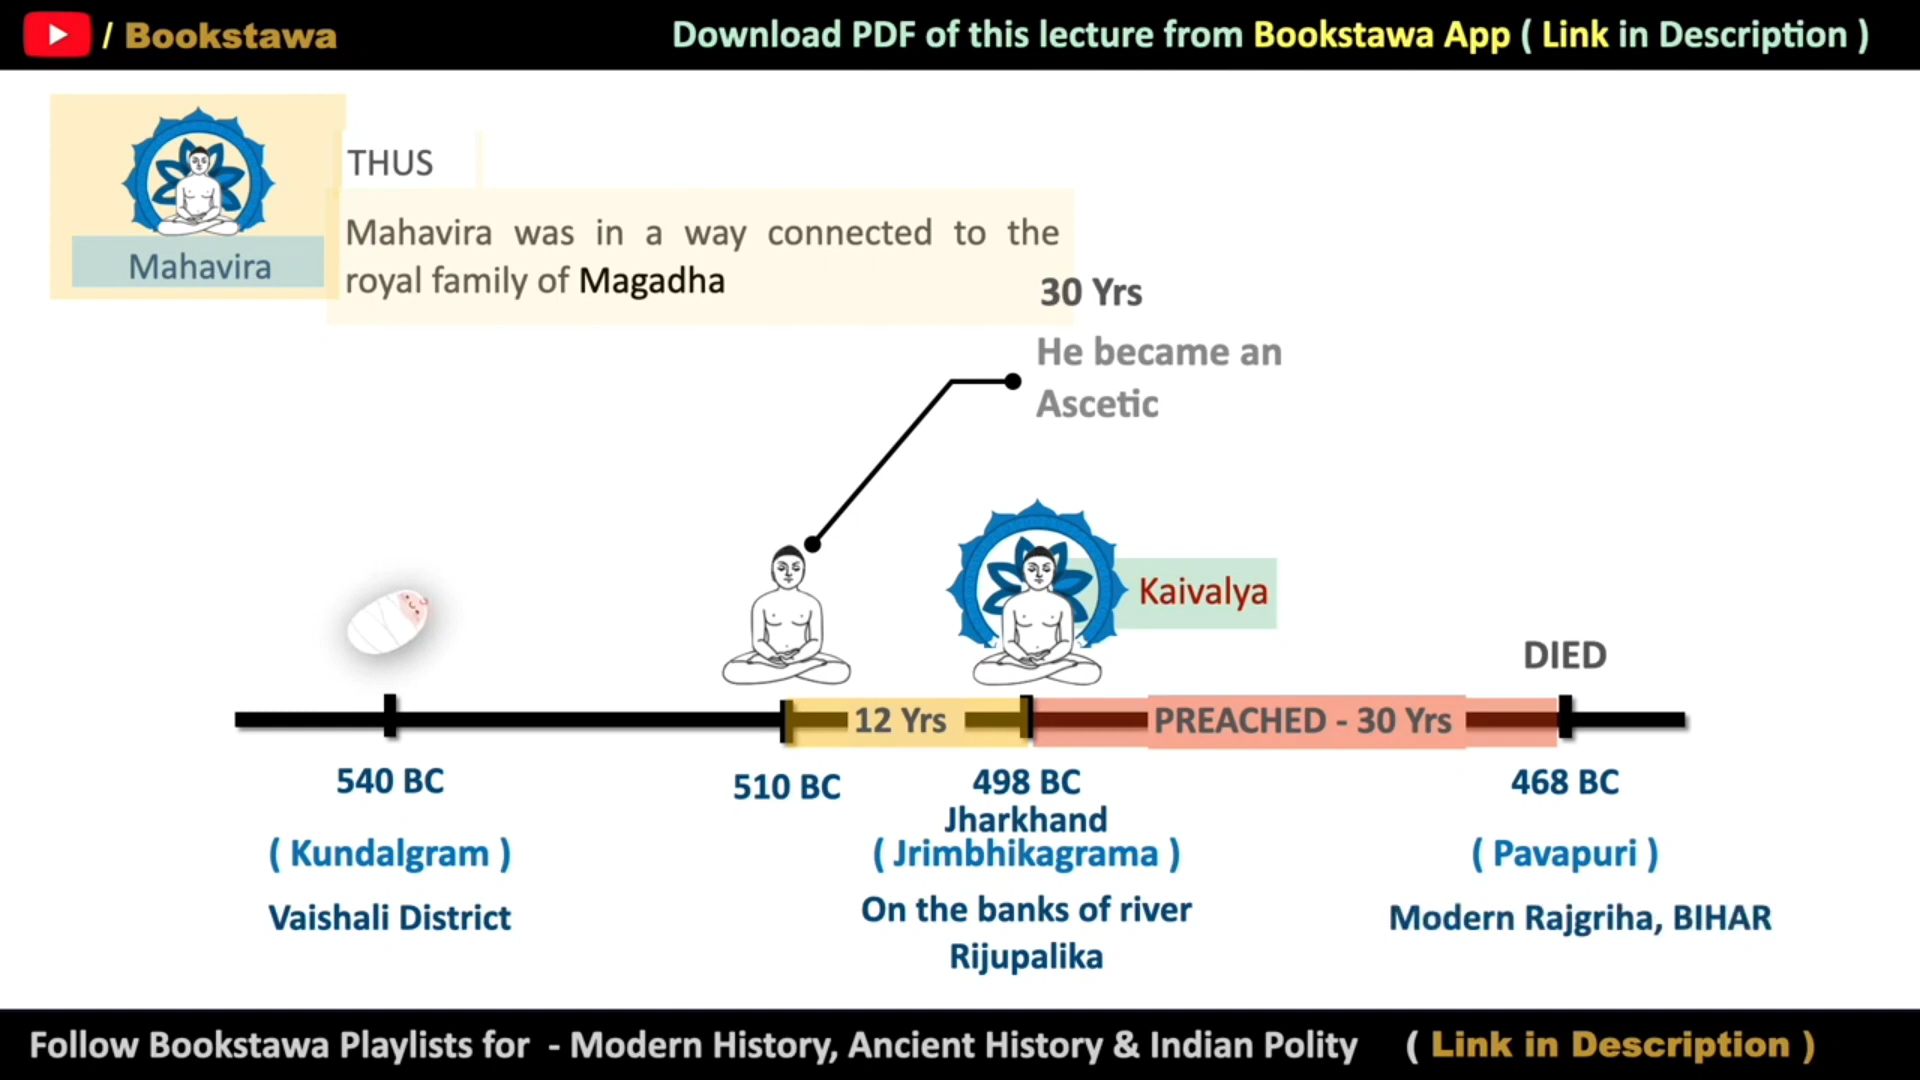 / Bookstawa
Download PDF of this lecture from Bookstawa App ( Link in Description )
Mahavira
THUS
Mahavira was in a way connected to the
royal family of Magadha
30 Yrs
He became an
Ascetic
Kaivalya
DIED
12 Yrs
PREACHED - 30 Yrs
540 BC
( Kundalgram )
Vaishali District
510 BC
498 BC
Jharkhand
( Jrimbhikagrama )
On the banks of river
Rijupalika
468 BC
( Pavapuri )
Modern Rajgriha, BIHAR
Follow Bookstawa Playlists for - Modern History, Ancient History & Indian Polity ( Link in Description )